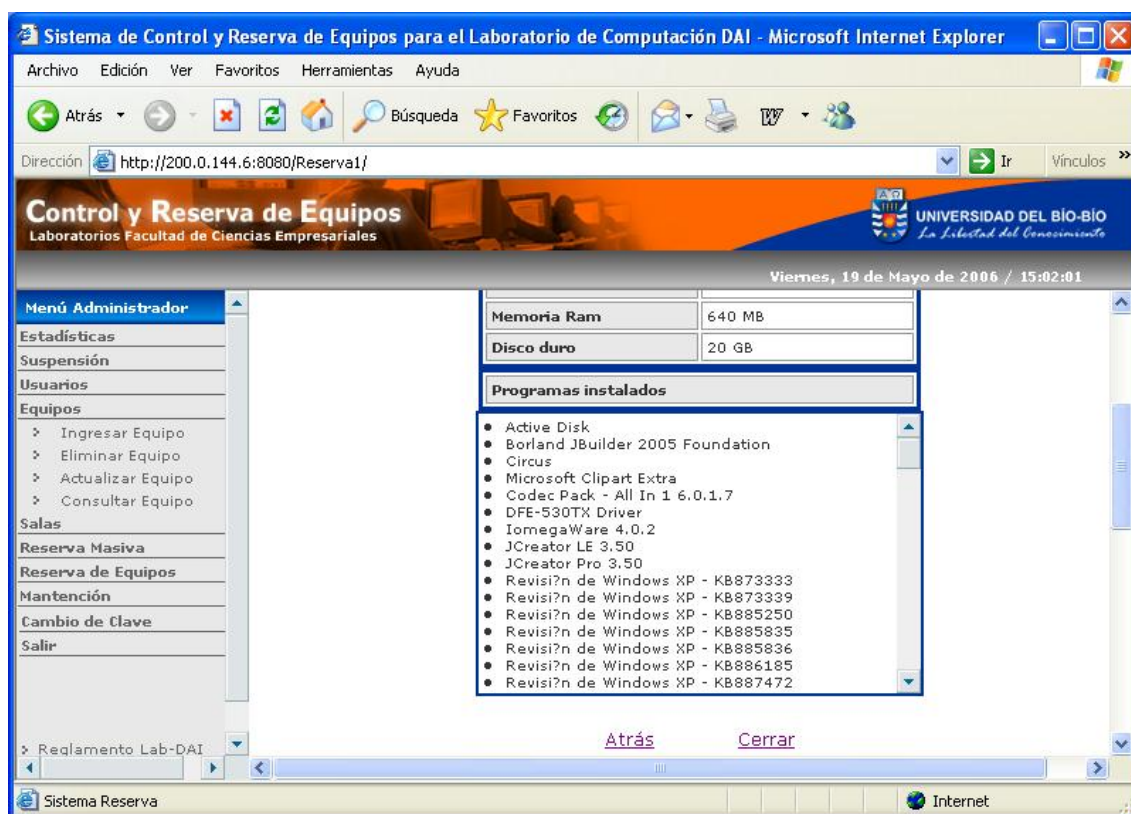 Sistema de Control y Reserva de Equipos para el Laboratorio de Computación DAI - Microsoft Internet Explorer
Archivo Edición Ver Favoritos Herramientas Ayuda
Atrás Búsqueda Favoritos W
Dirección http://200.0.144.6:8080/Reserva1/ Ir Vínculos »
Control y Reserva de Equipos
Laboratorios Facultad de Ciencias Empresariales
UNIVERSIDAD DEL BÍO-BÍO
La Libertad del Conocimiento
Viernes, 19 de Mayo de 2006 / 15:02:01
Menú Administrador
Estadísticas
Suspensión
Usuarios
Equipos
Ingresar Equipo
Eliminar Equipo
Actualizar Equipo
Consultar Equipo
Salas
Reserva Masiva
Reserva de Equipos
Mantención
Cambio de Clave
Salir
Reglamento Lab-DAI
Memoria Ram 640 MB
Disco duro 20 GB
Programas instalados
Active Disk
Borland JBuilder 2005 Foundation
Circus
Microsoft Clipart Extra
Codec Pack - All In 1 6.0.1.7
DFE-530TX Driver
IomegaWare 4.0.2
JCreator LE 3.50
JCreator Pro 3.50
Revisi?n de Windows XP - KB873333
Revisi?n de Windows XP - KB873339
Revisi?n de Windows XP - KB885250
Revisi?n de Windows XP - KB885835
Revisi?n de Windows XP - KB885836
Revisi?n de Windows XP - KB886185
Revisi?n de Windows XP - KB887472
Atrás Cerrar
Sistema Reserva Internet